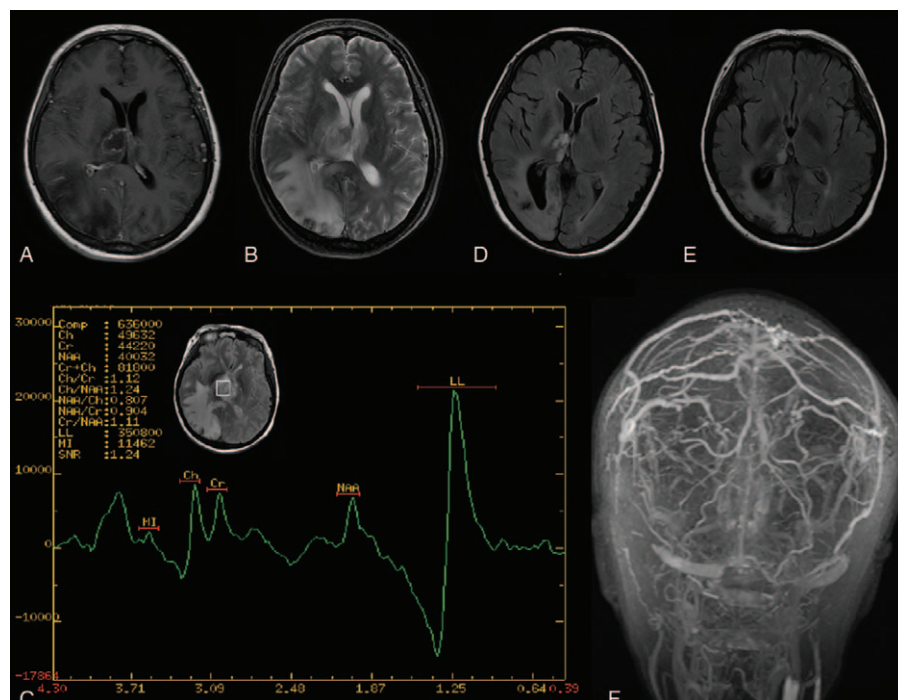 A
B
D
E
30000
20000
10000
0
-10000
-17864
Comp : 636000
Ch : 49632
Cr : 44220
NAA : 40032
Cr+Ch : 81800
Ch/Cr :1.12
Ch/NAA:1.24
NAA/Ch:0.807
NAA/Cr:0.904
Cr/NAA:1.11
LL : 350800
MI : 11462
SNR :1.24
MI
Ch
Cr
NAA
LL
4.30 3.71 3.09 2.48 1.87 1.25 0.64 0.39
C